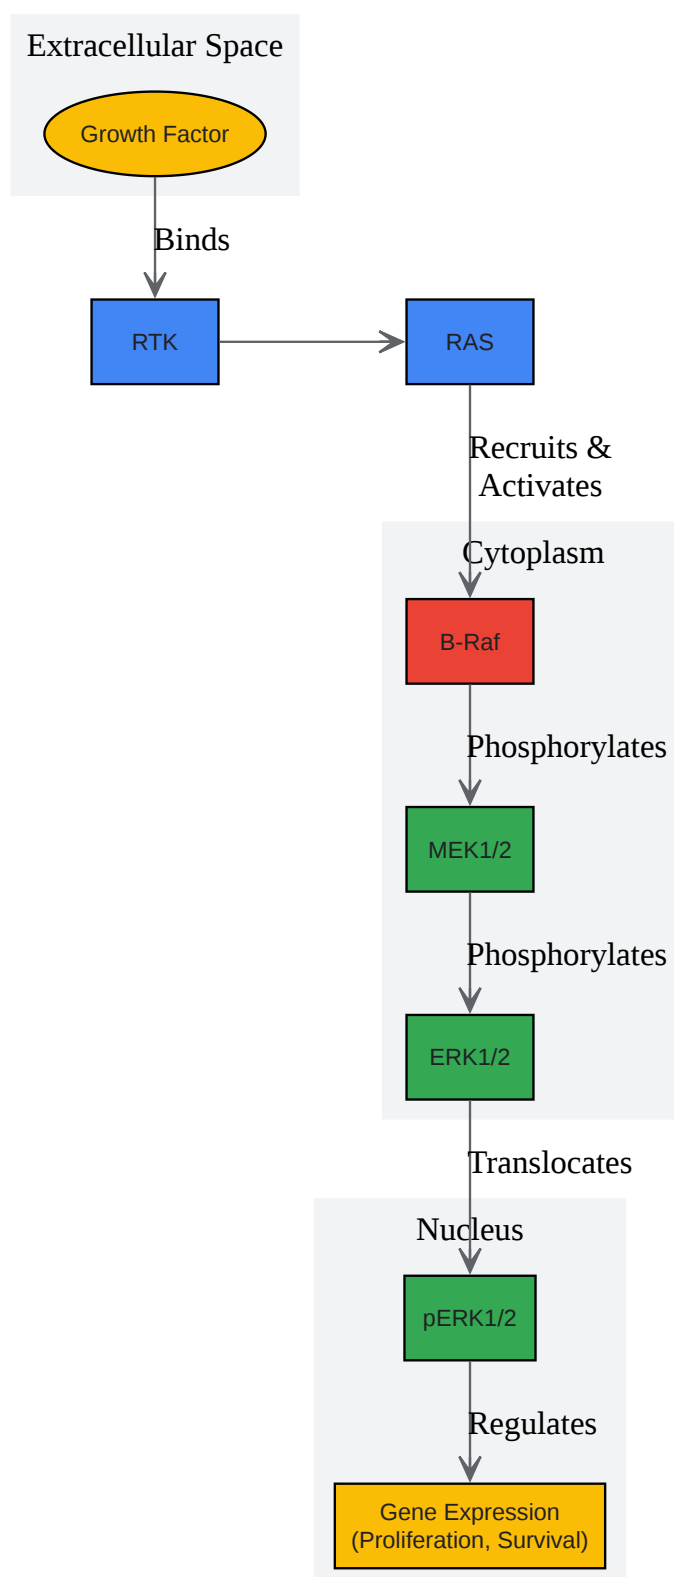 Extracellular Space
Growth Factor
Binds
RTK
RAS
Recruits &
Activates
Cytoplasm
B-Raf
Phosphorylates
MEK1/2
Phosphorylates
ERK1/2
Translocates
Nucleus
pERK1/2
Regulates
Gene Expression
(Proliferation, Survival)